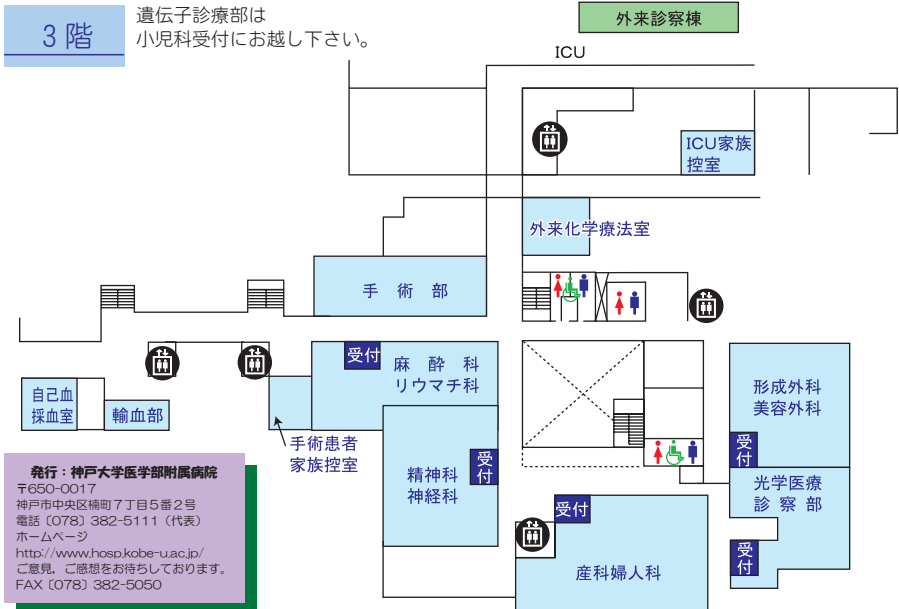 3階
遺伝子診療部は
小児科受付にお越し下さい。
外来診察棟
ICU
ICU家族
控室
外来化学療法室
手術部
受付
麻酔科
リウマチ科
自己血
採血室
輸血部
手術患者
家族控室
精神科
神経科
受付
形成外科
美容外科
受付
光学医療
診察部
受付
受付
産科婦人科
発行：神戸大学医学部附属病院
〒650-0017
神戸市中央区楠町7丁目5番2号
電話〔078〕382-5111（代表）
ホームページ
http://www.hosp.kobe-u.ac.jp/
ご意見，ご感想をお待ちしております。
FAX〔078〕382-5050